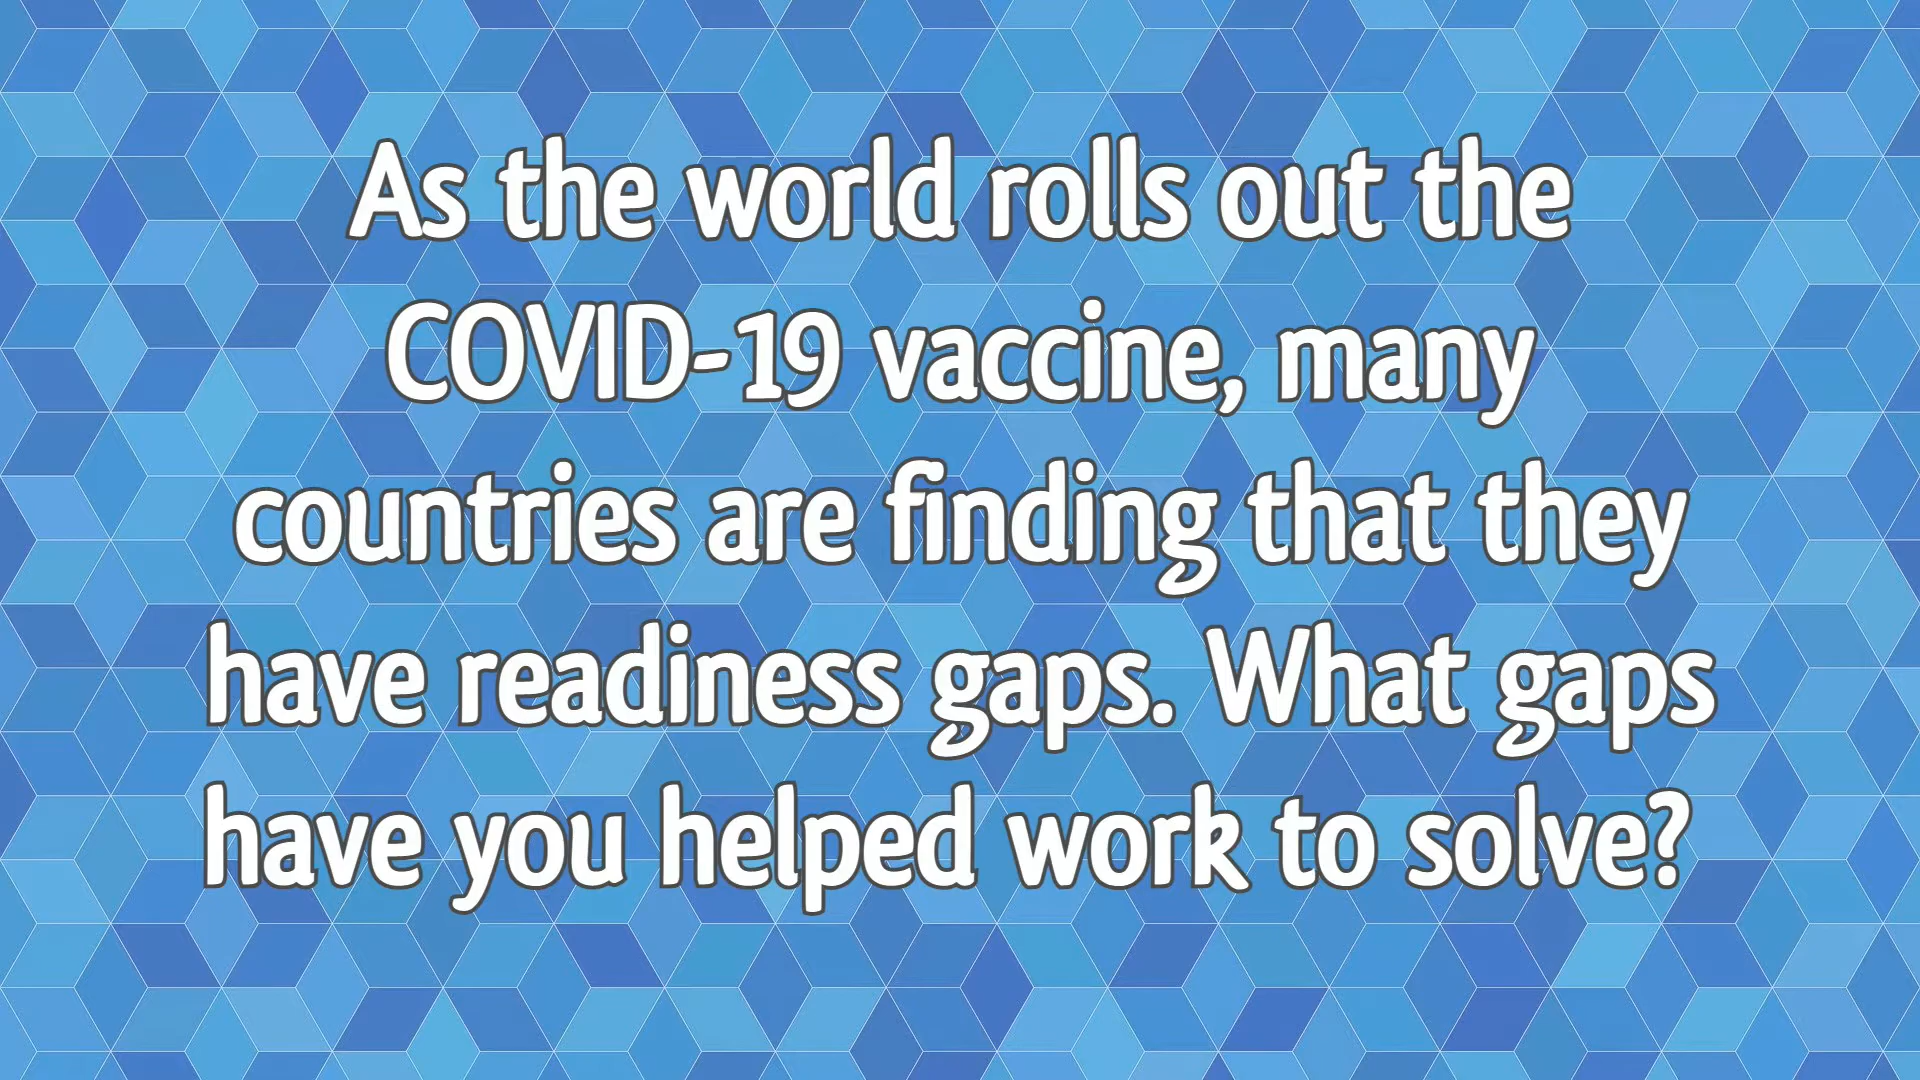 As the world rolls out the
COVID-19 vaccine, many
countries are finding that they
have readiness gaps. What gaps
have you helped work to solve?